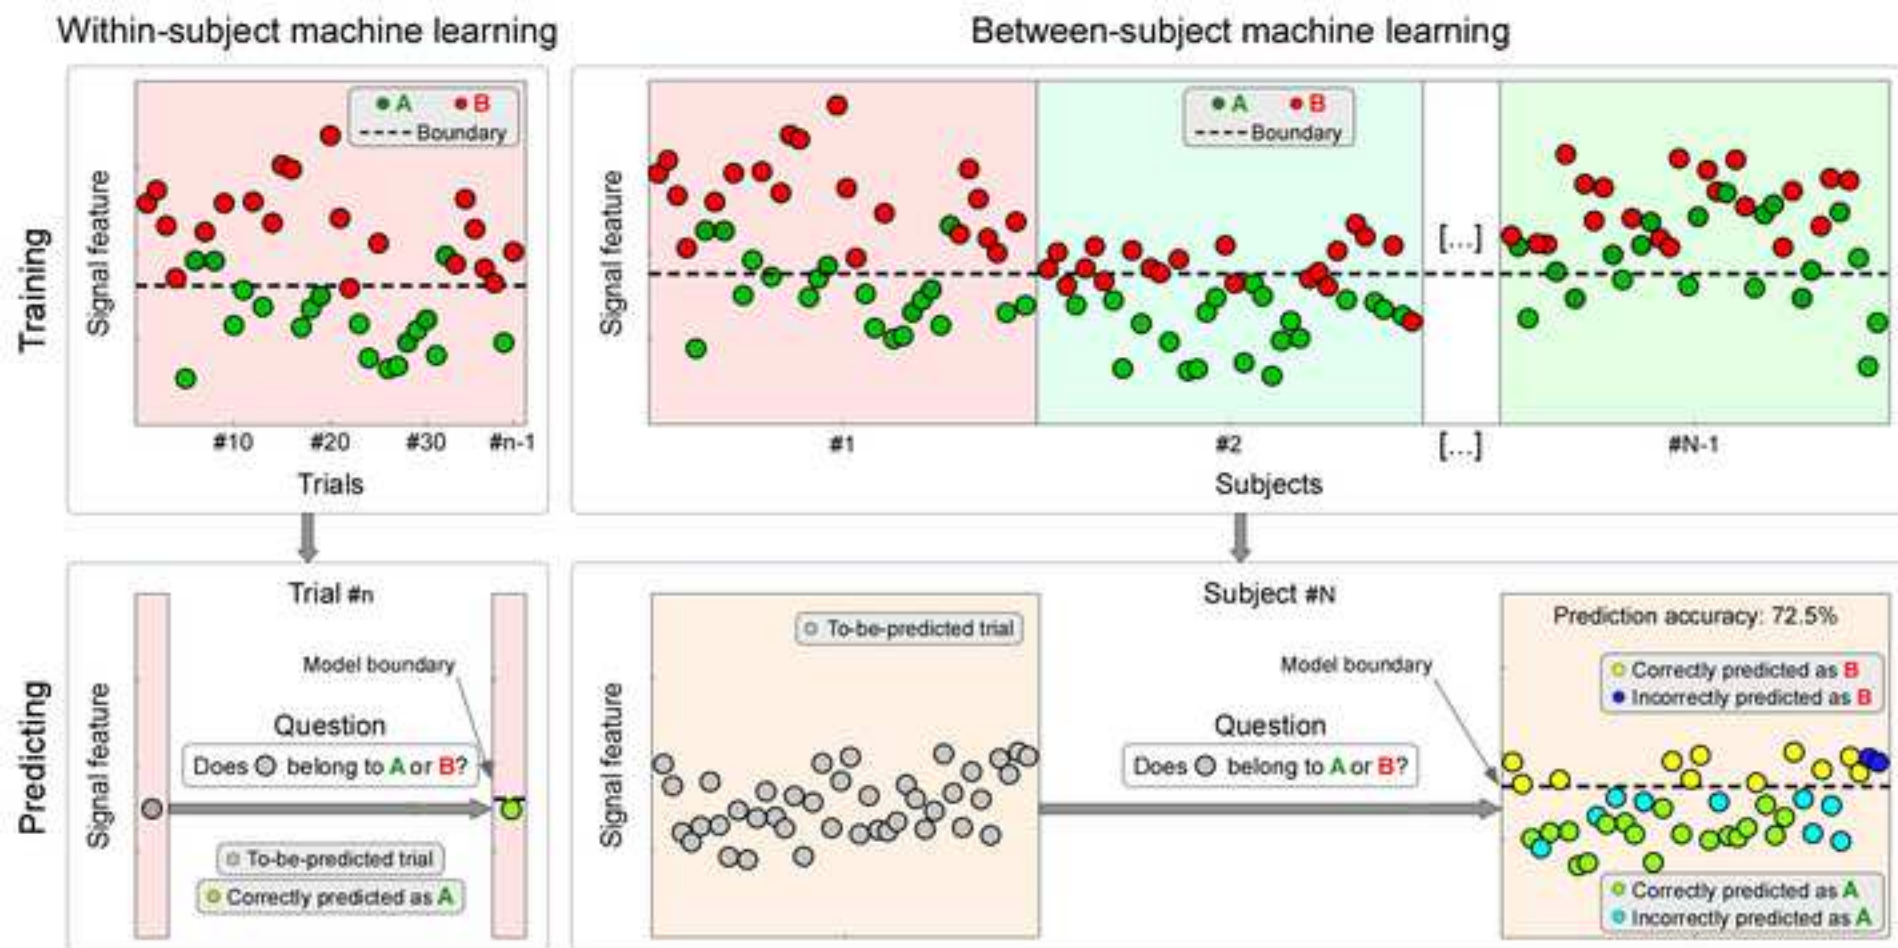 Within-subject machine learning
Between-subject machine learning
Training
Signal feature
A B
Boundary
#10 #20 #30 #n-1
Trials
Signal feature
A B
Boundary
[...]
#1 #2 [...] #N-1
Subjects
Predicting
Trial #n
Signal feature
Model boundary
Question
Does belong to A or B?
To-be-predicted trial
Correctly predicted as A
Subject #N
Signal feature
To-be-predicted trial
Model boundary
Question
Does belong to A or B?
Prediction accuracy: 72.5%
Correctly predicted as B
Incorrectly predicted as B
Correctly predicted as A
Incorrectly predicted as A